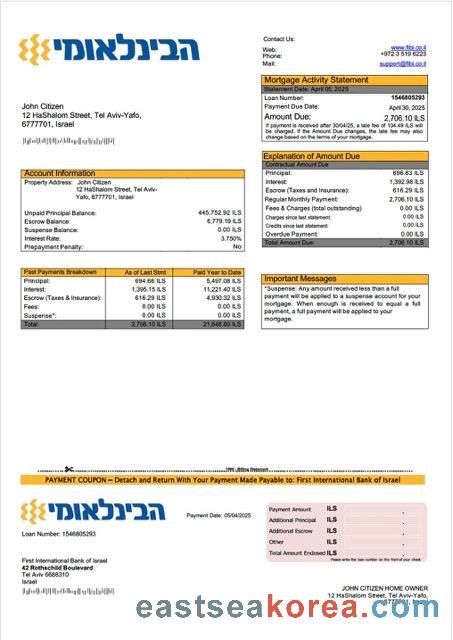 הבינלאומי
Contact Us:
Web: www.fibi.co.il
Phone: +972 3 519 6223
Mail: support@fibi.co.il
Mortgage Activity Statement
Statement Date: April 05, 2025
Loan Number: 1546805293
Payment Due Date: April 30, 2025
Amount Due: 2,706.10 ILS
If payment is received after 30/04/25, a late fee of 104.49 ILS will
be charged. If the Amount Due changes, the late fee may also
change based on the terms of your mortgage.
John Citizen
12 HaShalom Street, Tel Aviv-Yafo,
6777701, Israel
Explanation of Amount Due
Contractual Amount Due
Principal: 696.83 ILS
Interest: 1,392.98 ILS
Escrow (Taxes and Insurance): 616.29 ILS
Regular Monthly Payment: 2,706.10 ILS
Fees & Charges (total outstanding) 0.00 ILS
Charges since last statement: 0.00 ILS
Credits since last statement: 0.00 ILS
Overdue Payment: 0.00 ILS
Total Amount Due: 2,706.10 ILS
Account Information
Property Address: John Citizen
12 HaShalom Street, Tel Aviv-
Yafo, 6777701, Israel
Unpaid Principal Balance: 445,752.92 ILS
Escrow Balance: 6,779.19 ILS
Suspense Balance: 0.00 ILS
Interest Rate: 3.750%
Prepayment Penalty: No
Past Payments Breakdown As of Last Stmt Paid Year to Date
Principal: 694.66 ILS 5,497.08 ILS
Interest: 1,395.15 ILS 11,221.40 ILS
Escrow (Taxes & Insurance): 616.29 ILS 4,930.32 ILS
Fees: 0.00 ILS 0.00 ILS
Suspense*: 0.00 ILS 0.00 ILS
Total: 2,706.10 ILS 21,648.80 ILS
Important Messages
*Suspense: Any amount received less than a full
payment will be applied to a suspense account for your
mortgage. When enough is received to equal a full
payment, a full payment will be applied to your
mortgage.
Billing Statement
PAYMENT COUPON – Detach and Return With Your Payment Made Payable to: First International Bank of Israel
הבינלאומי
Payment Date: 05/04/2025
Loan Number: 1546805293
Payment Amount ILS
Additional Principal ILS
Additional Escrow ILS
Other ILS
Total Amount Enclosed ILS
Please write the loan number on the front of your check
First International Bank of Israel
42 Rothchild Boulevard
Tel Aviv 6688310
Israel
JOHN CITIZEN HOME OWNER
eastseakorea.com